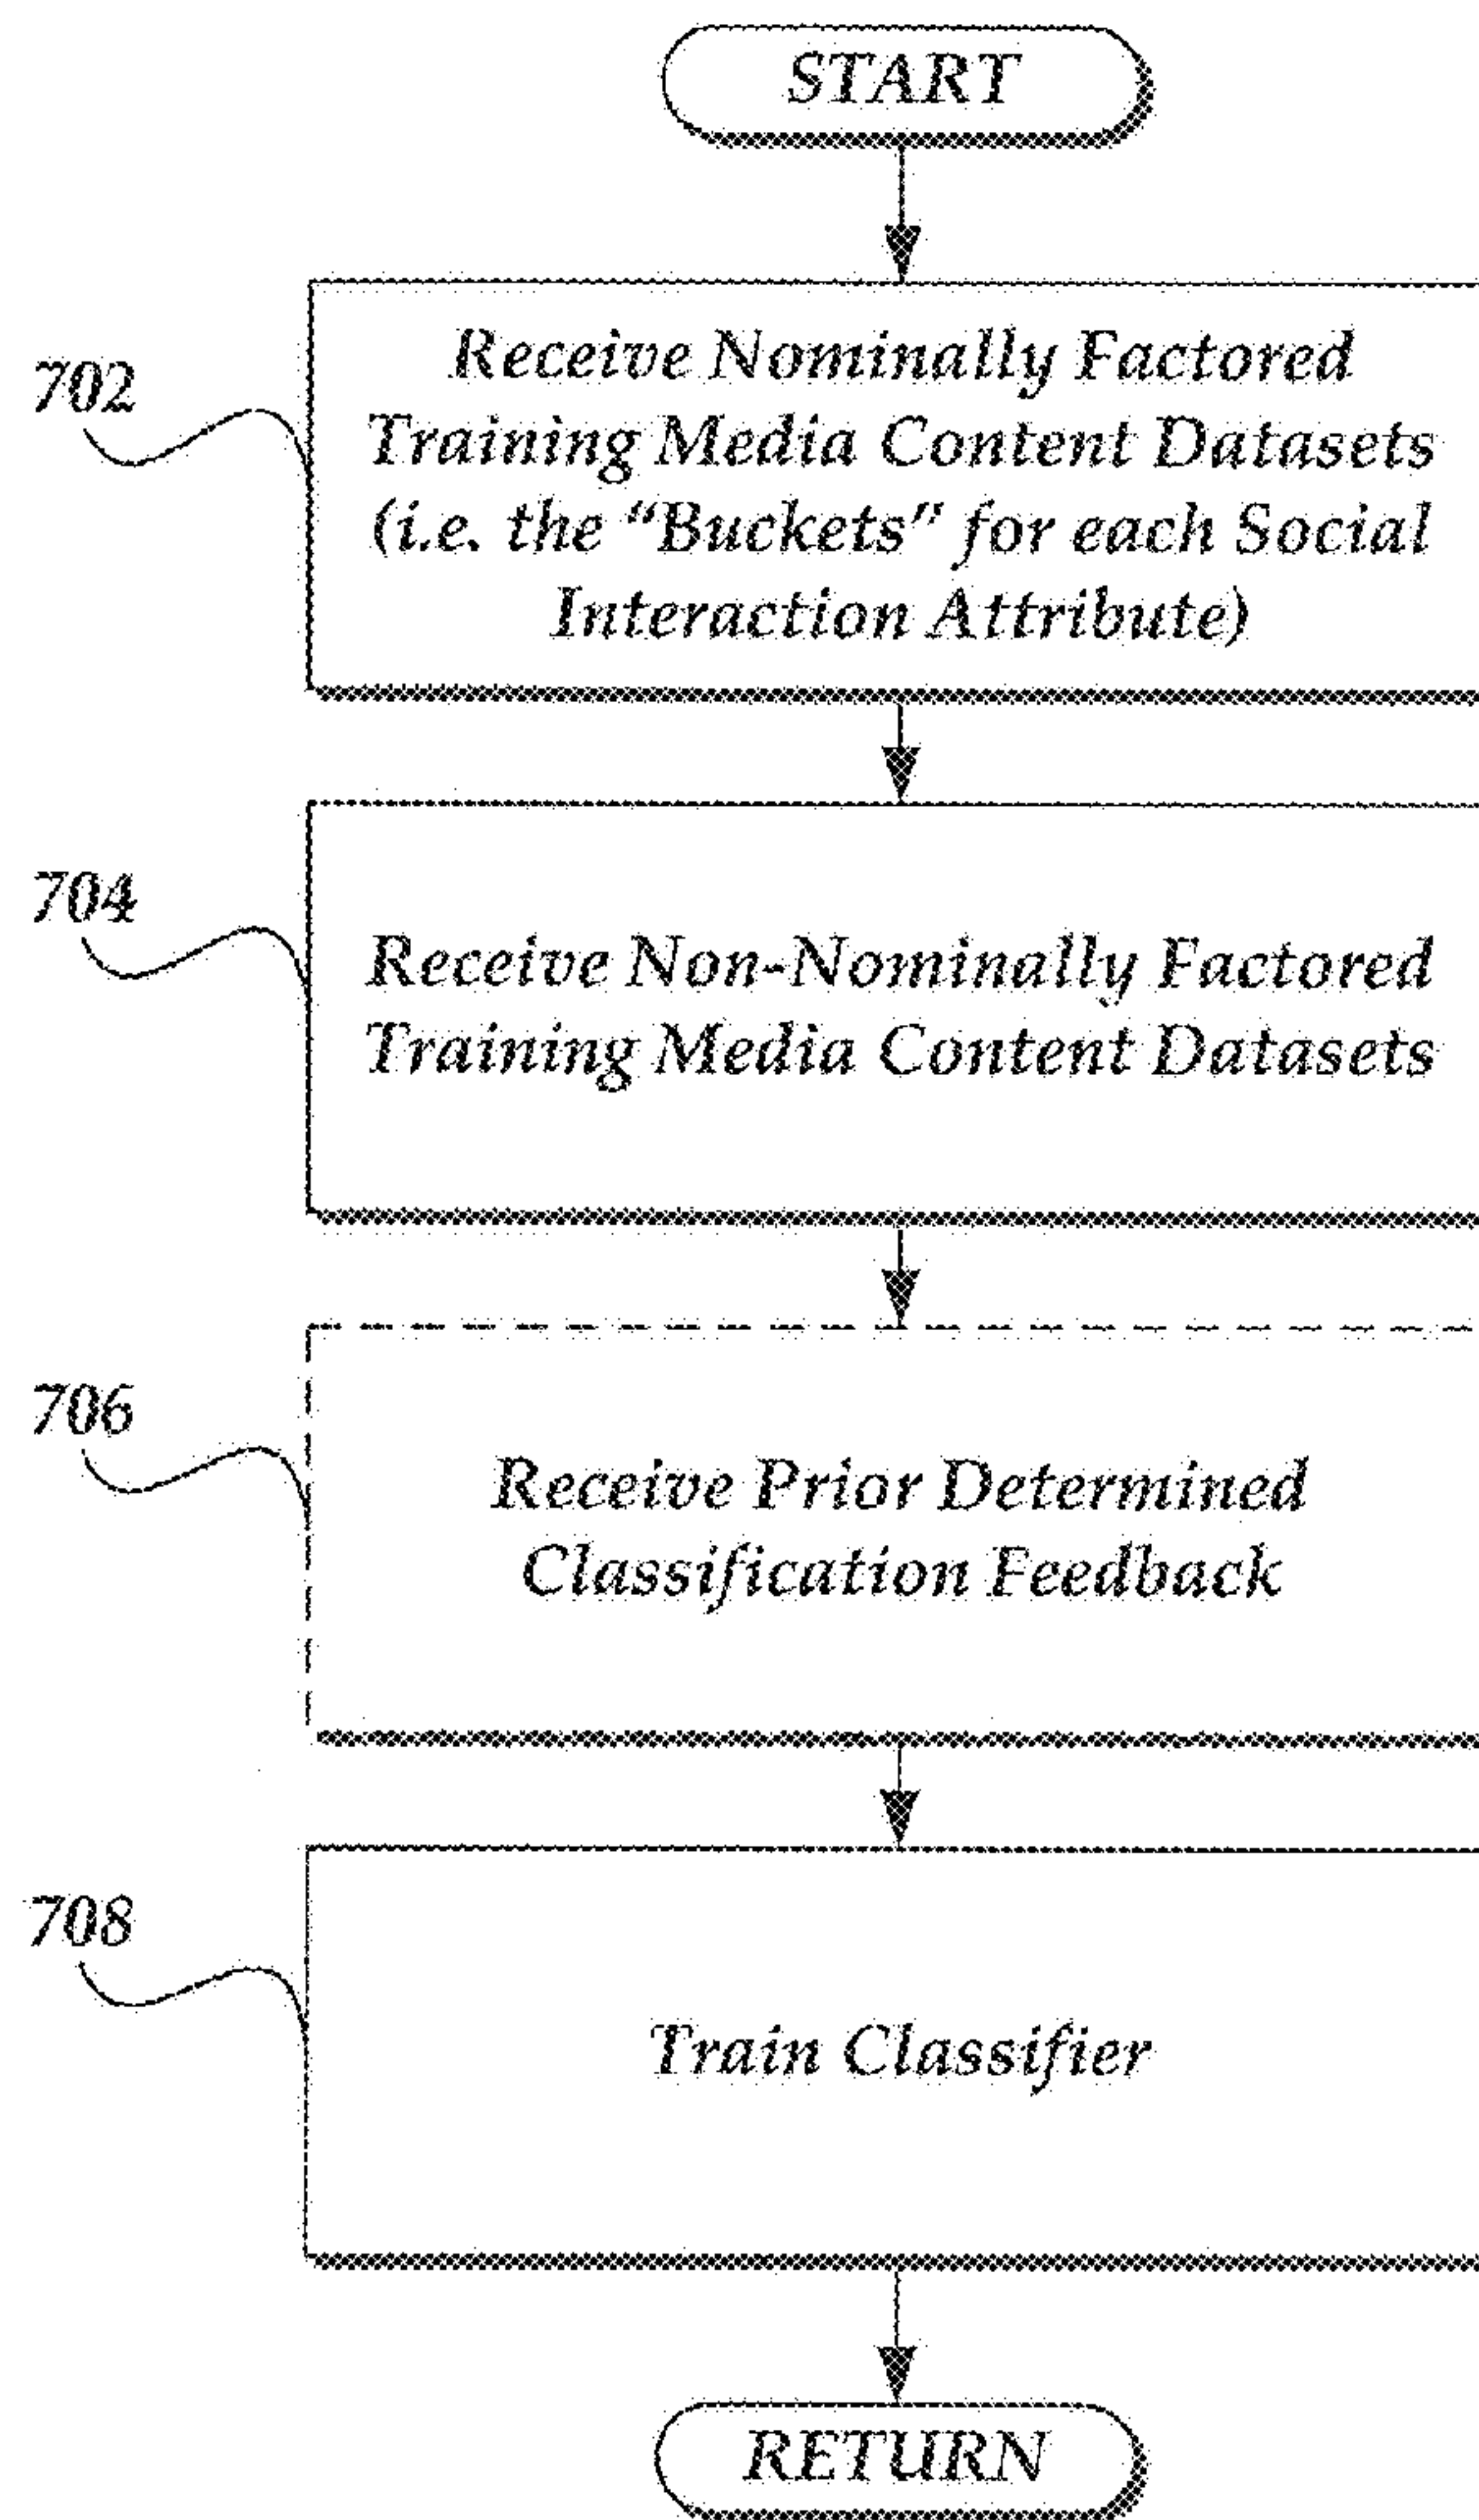 START
702
Receive Nominally Factored
Training Media Content Datasets
(i.e. the "Buckets" for each Social
Interaction Attribute)
704
Receive Non-Nominally Factored
Training Media Content Datasets
706
Receive Prior Determined
Classification Feedback
708
Train Classifier
RETURN